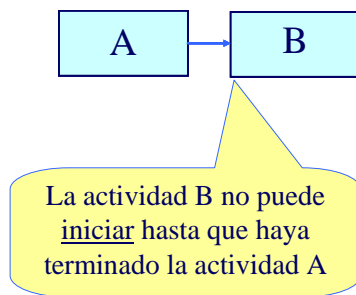 A
B
La actividad B no puede
iniciar hasta que haya
terminado la actividad A